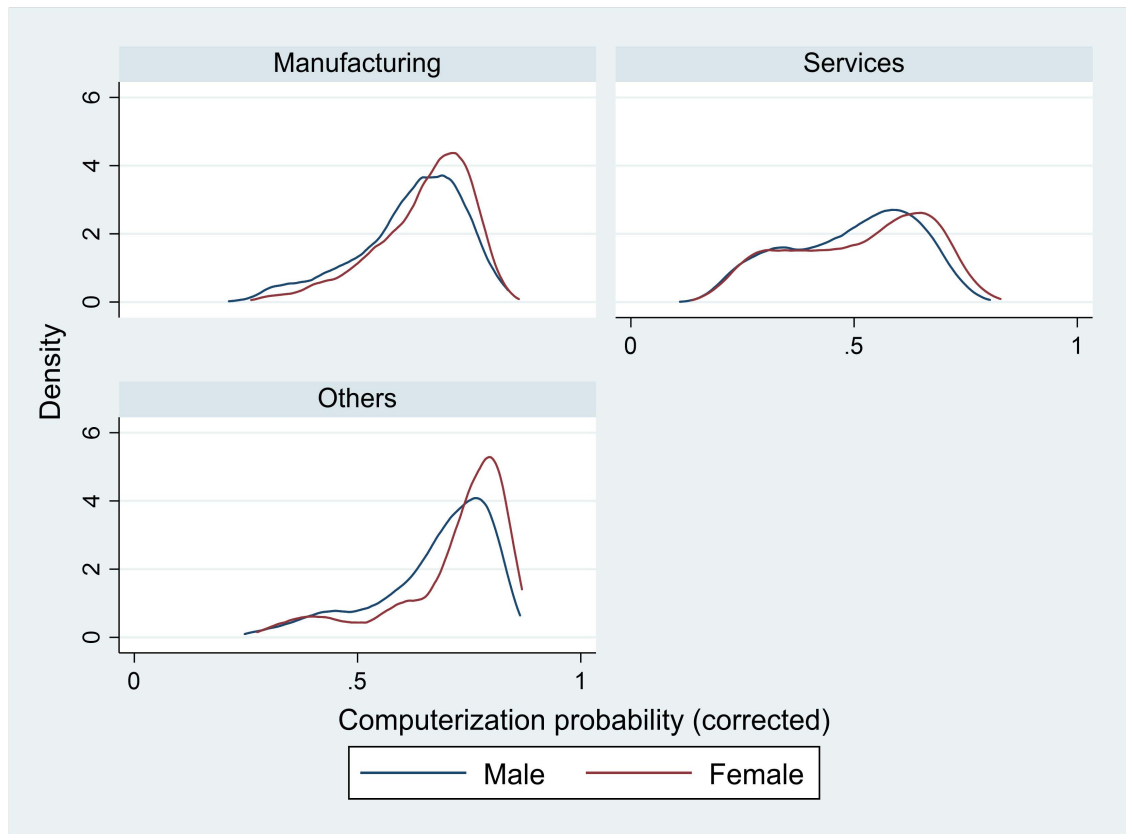 Manufacturing
Services
6
4
2
0
0
.5
1
Density
Others
6
4
2
0
0
.5
1
Computerization probability (corrected)
Male
Female